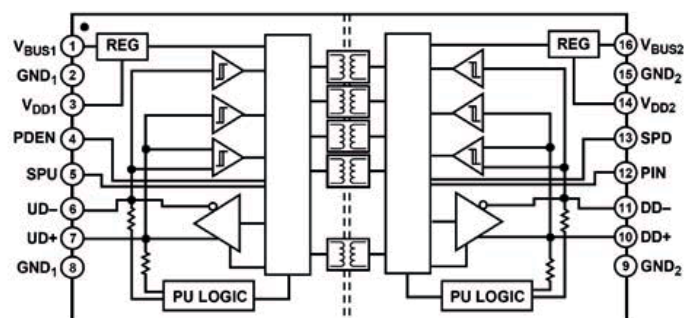 VBUS1 1 REG REG 16 VBUS2
GND1 2 15 GND2
VDD1 3 14 VDD2
PDEN 4 13 SPD
SPU 5 12 PIN
UD– 6 11 DD–
UD+ 7 10 DD+
GND1 8 9 GND2
PU LOGIC PU LOGIC